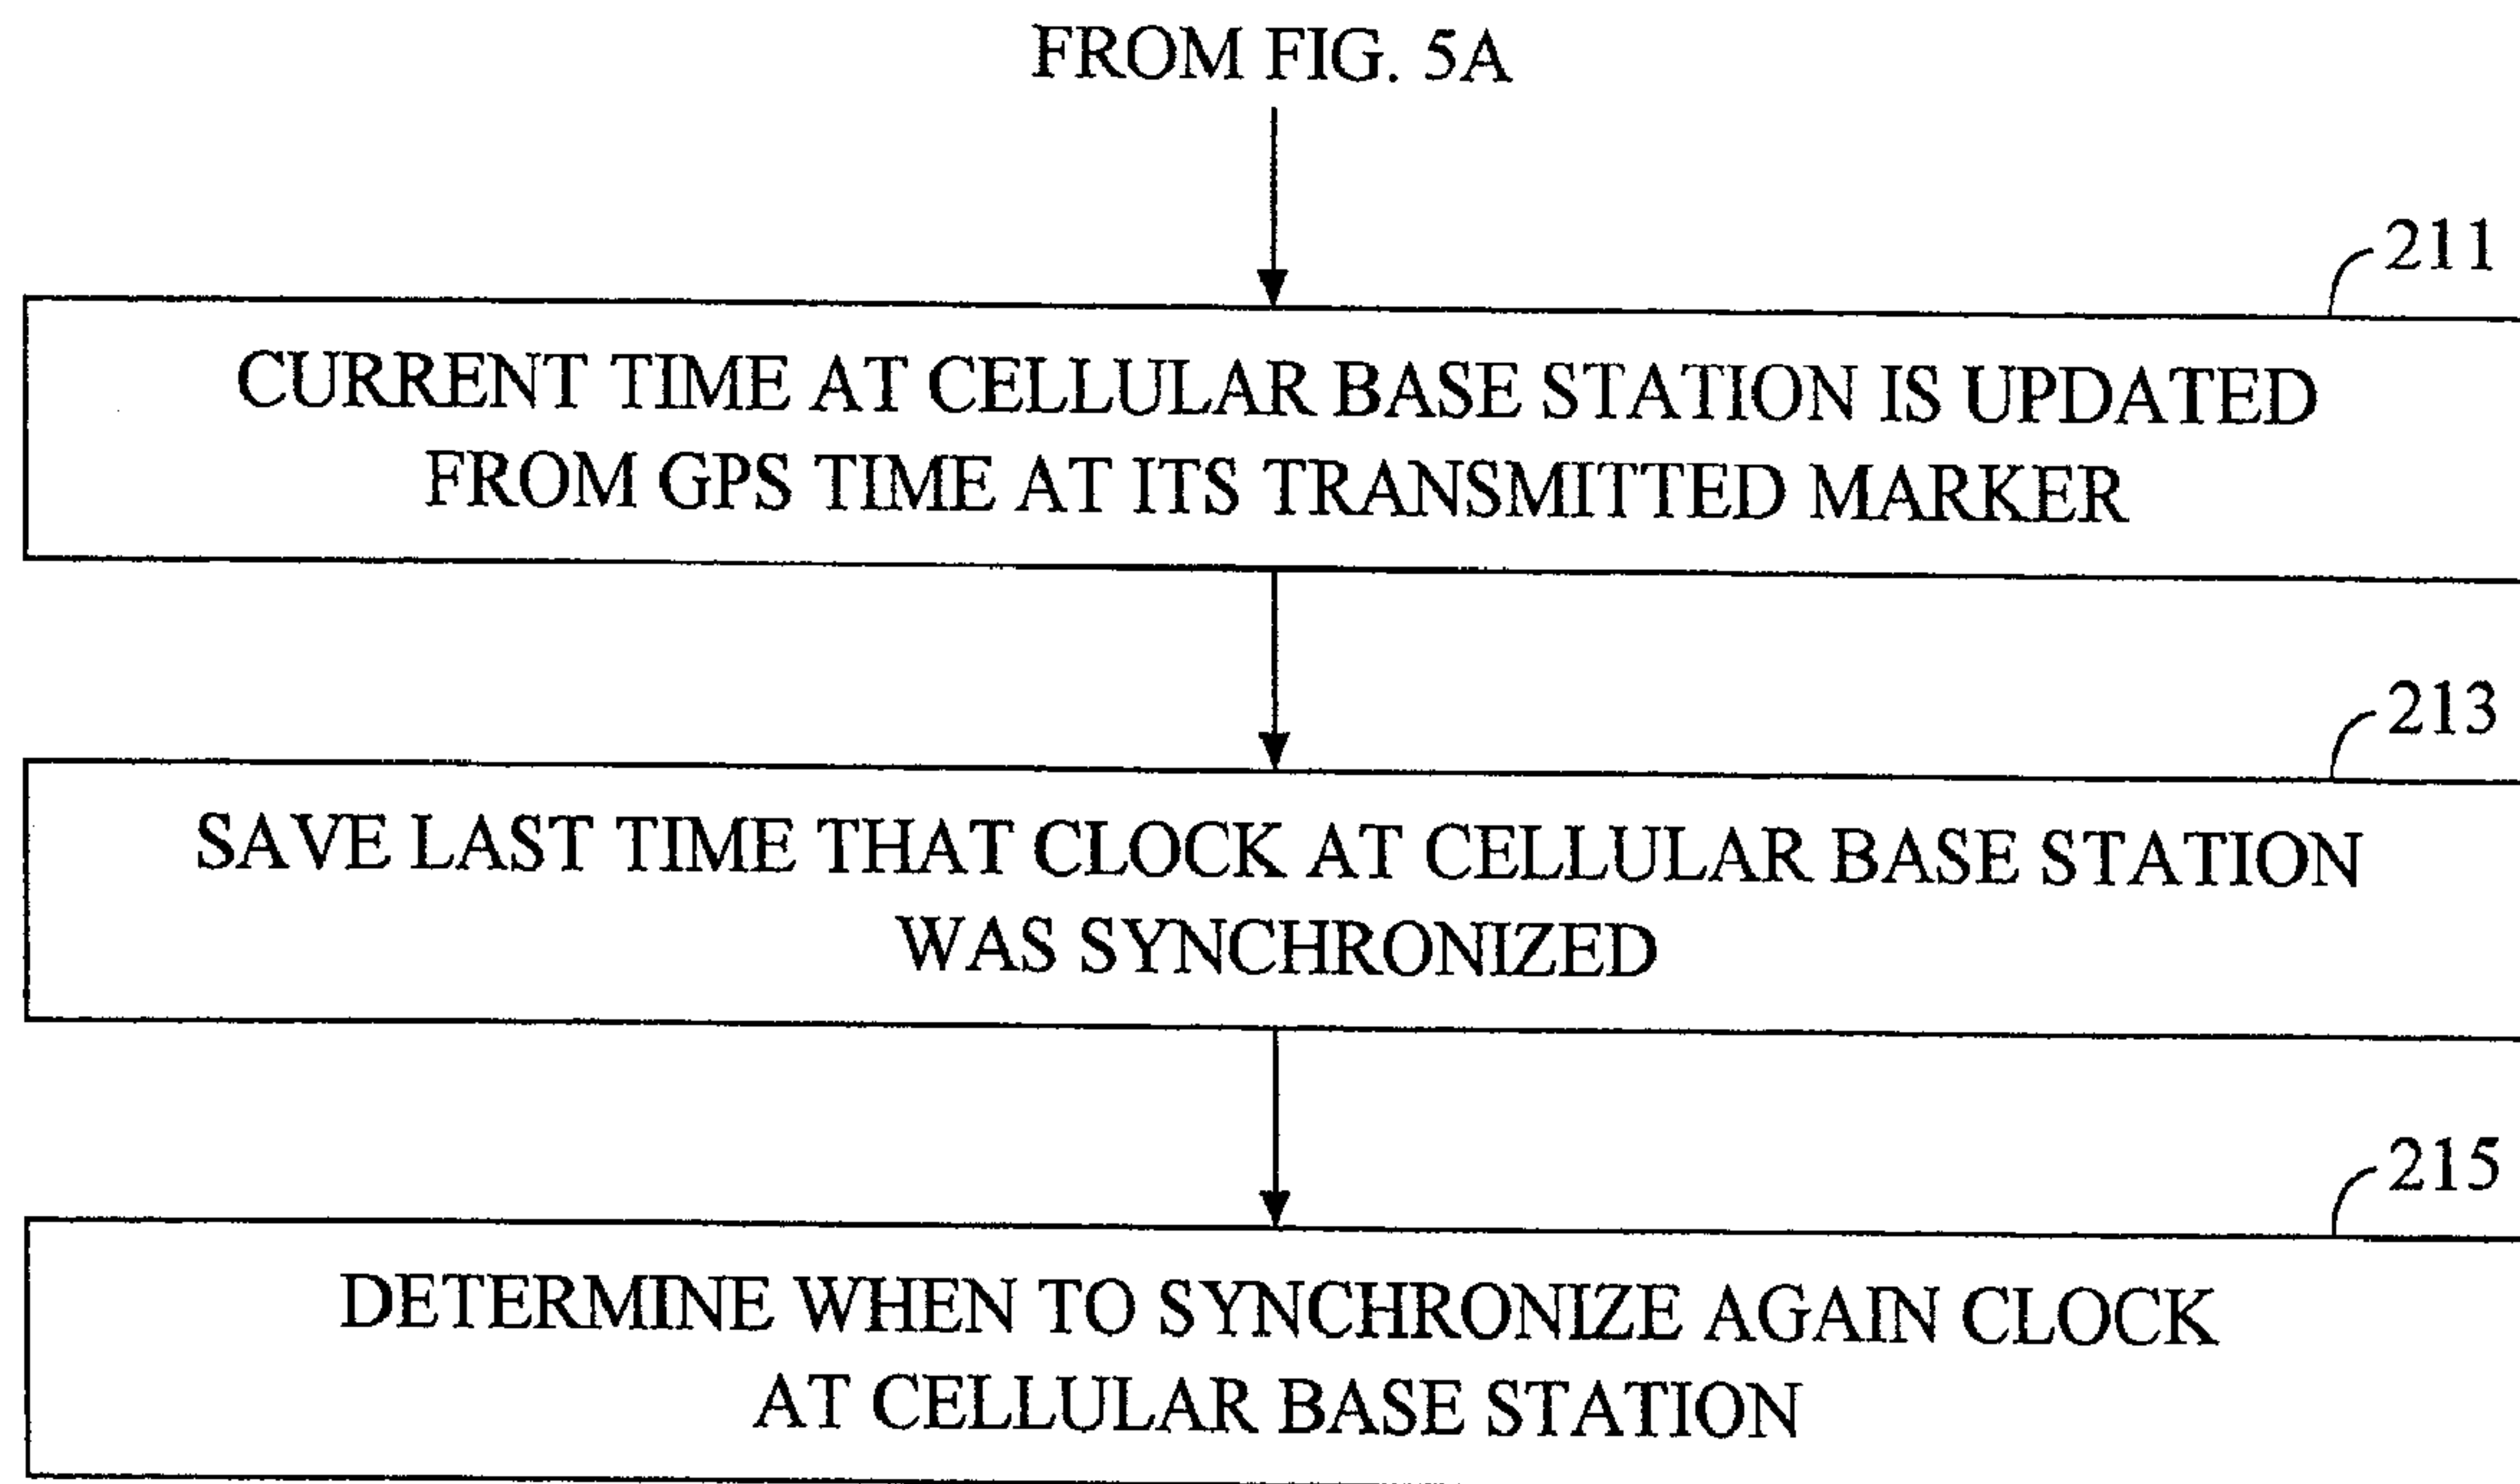 FROM FIG. 5A
211
CURRENT TIME AT CELLULAR BASE STATION IS UPDATED
FROM GPS TIME AT ITS TRANSMITTED MARKER
213
SAVE LAST TIME THAT CLOCK AT CELLULAR BASE STATION
WAS SYNCHRONIZED
215
DETERMINE WHEN TO SYNCHRONIZE AGAIN CLOCK
AT CELLULAR BASE STATION